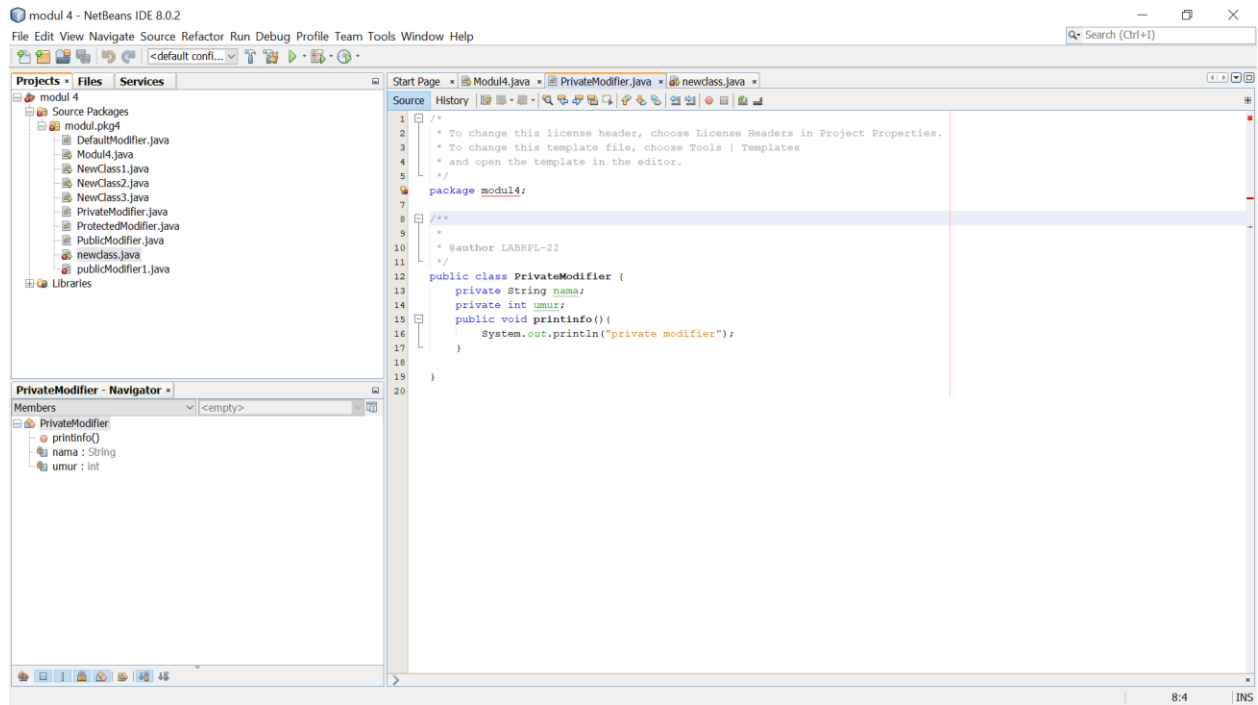 modul 4 - NetBeans IDE 8.0.2
File Edit View Navigate Source Refactor Run Debug Profile Team Tools Window Help
Search (Ctrl+I)
<default confi...
Projects × Files Services
modul 4
Source Packages
modul.pkg4
DefaultModifier.java
Modul4.java
NewClass1.java
NewClass2.java
NewClass3.java
PrivateModifier.java
ProtectedModifier.java
PublicModifier.java
newclass.java
publicModifier1.java
Libraries
PrivateModifier - Navigator ×
Members <empty>
PrivateModifier
printinfo()
nama : String
umur : int
Start Page × Modul4.java × PrivateModifier.java × newclass.java ×
Source History
1 /*
2 * To change this license header, choose License Headers in Project Properties.
3 * To change this template file, choose Tools | Templates
4 * and open the template in the editor.
5 */
package modul4;
7
8 /**
9 *
10 * @author LABRPL-22
11 */
12 public class PrivateModifier {
13 private String nama;
14 private int umur;
15 public void printinfo(){
16 System.out.println("private modifier");
17 }
18
19 }
20
8:4 INS